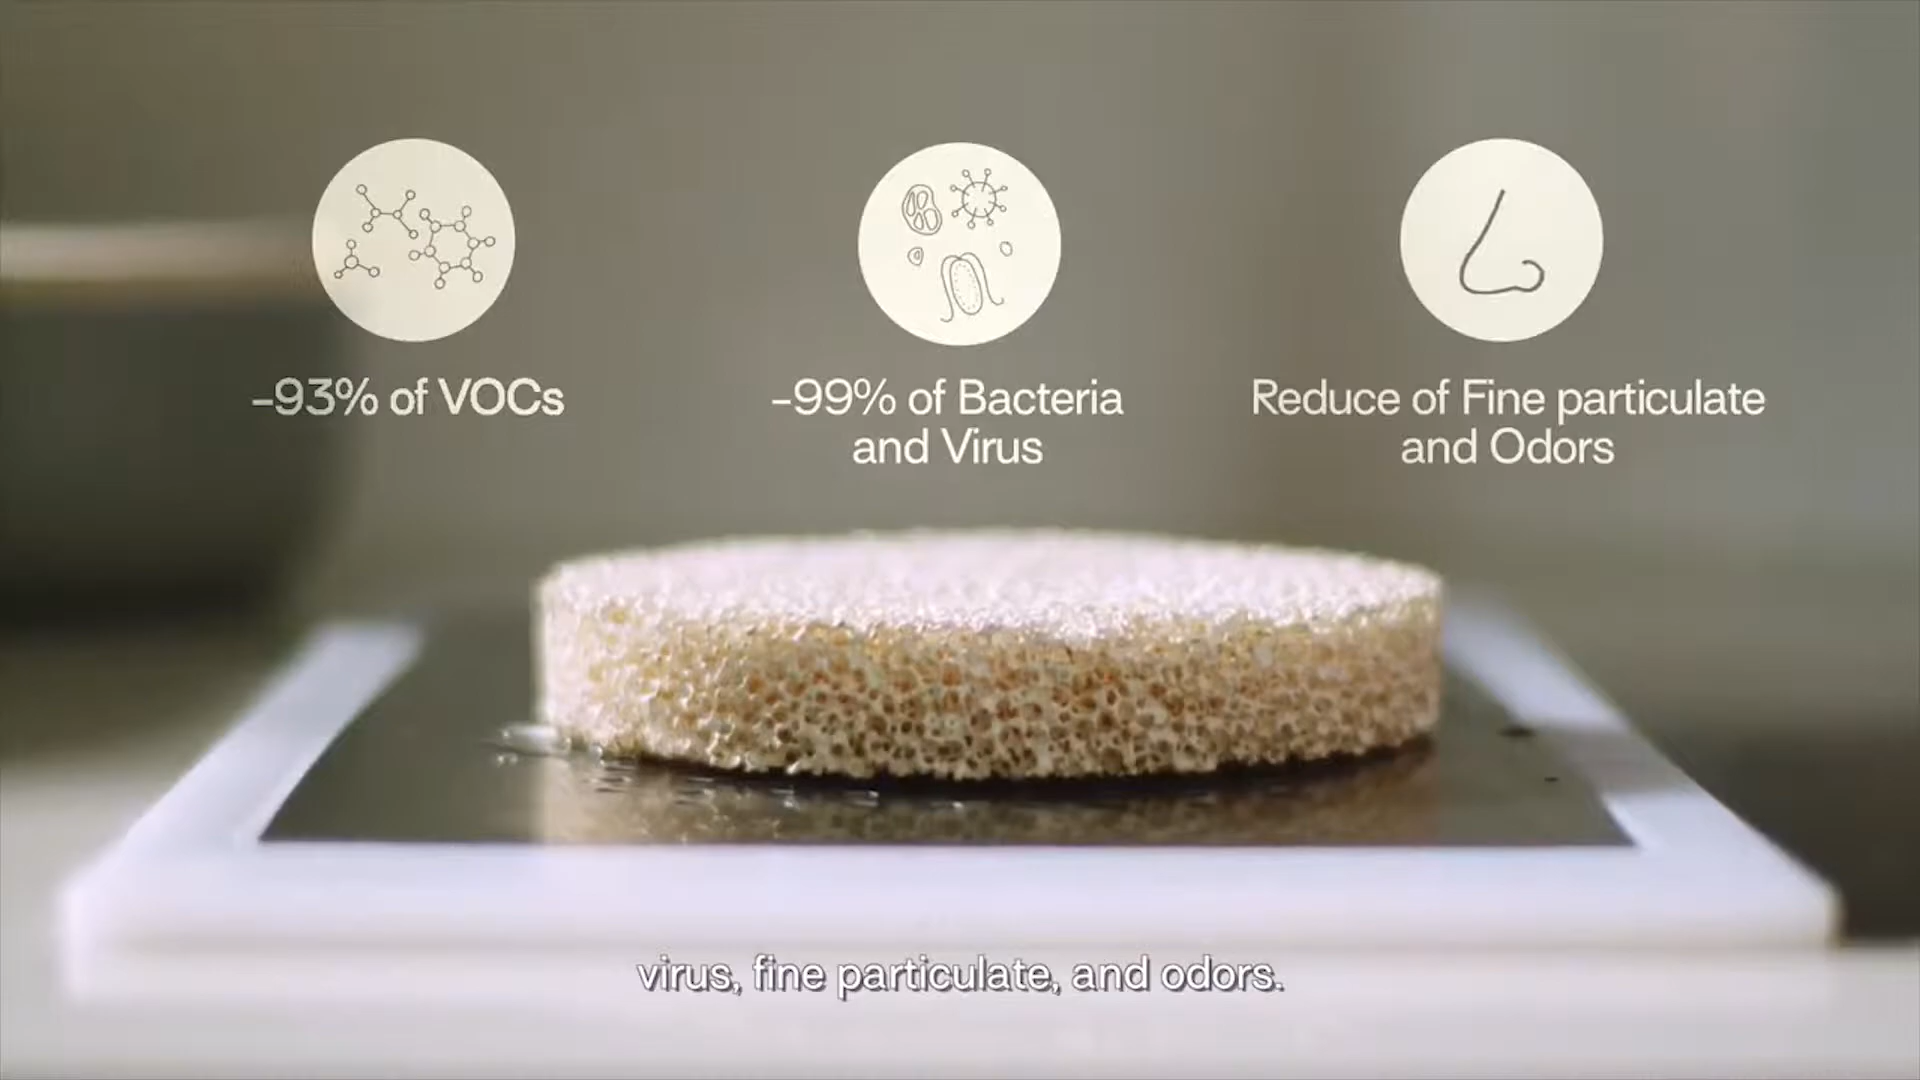 -93% of VOCs
-99% of Bacteria
and Virus
Reduce of Fine particulate
and Odors
virus, fine particulate, and odors.